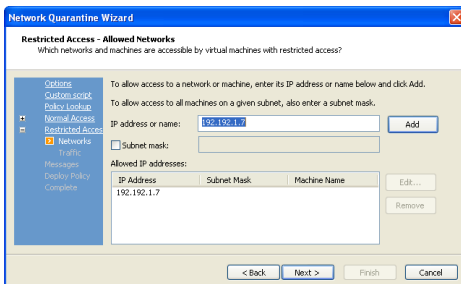 Network Quarantine Wizard
Restricted Access - Allowed Networks
Which networks and machines are accessible by virtual machines with restricted access?
Options
Custom script
Policy Lookup
Normal Access
Restricted Acces
Networks
Traffic
Messages
Deploy Policy
Complete
To allow access to a network or machine, enter its IP address or name below and click Add.
To allow access to all machines on a given subnet, also enter a subnet mask.
IP address or name: 192.192.1.7 Add
Subnet mask:
Allowed IP addresses:
IP Address Subnet Mask Machine Name
192.192.1.7
Edit...
Remove
< Back Next > Finish Cancel